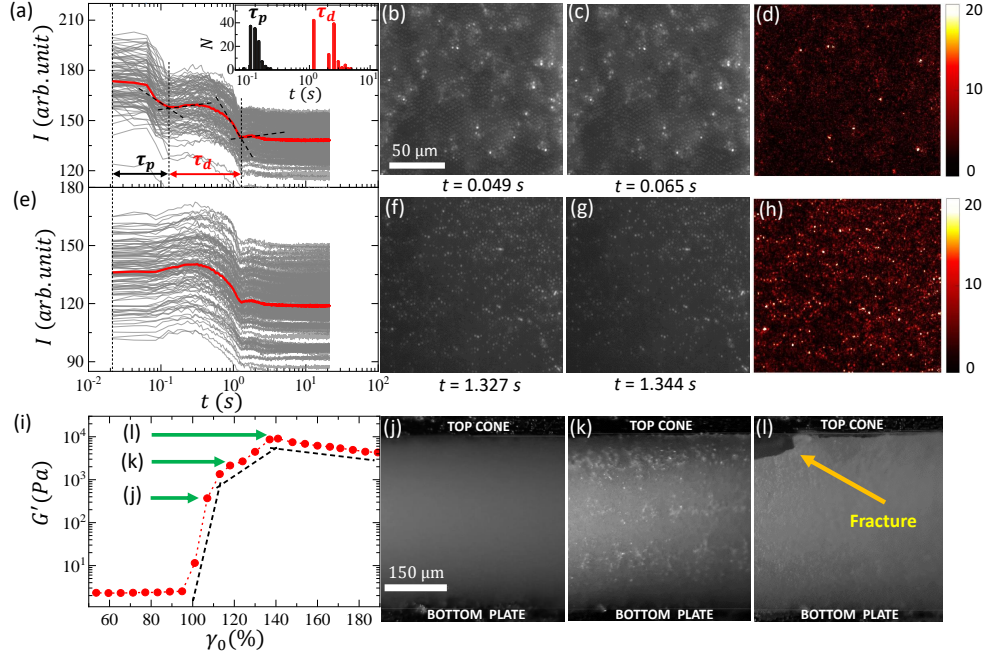 (a)
I (arb. unit)
210
180
150
120
τp
τd
N
40
20
0
τp
τd
10⁻¹
10⁰
10¹
t (s)
(b)
50 μm
(c)
t = 0.049 s
t = 0.065 s
(d)
20
10
0
(e)
I (arb. unit)
180
150
120
90
10⁻²
10⁻¹
10⁰
10¹
10²
t (s)
(f)
(g)
t = 1.327 s
t = 1.344 s
(h)
20
10
0
(i)
G′(Pa)
10⁴
10³
10²
10¹
(l)
(k)
(j)
60
80
100
120
140
160
180
γ₀(%)
(j)
TOP CONE
150 μm
BOTTOM PLATE
(k)
TOP CONE
BOTTOM PLATE
(l)
TOP CONE
Fracture
BOTTOM PLATE